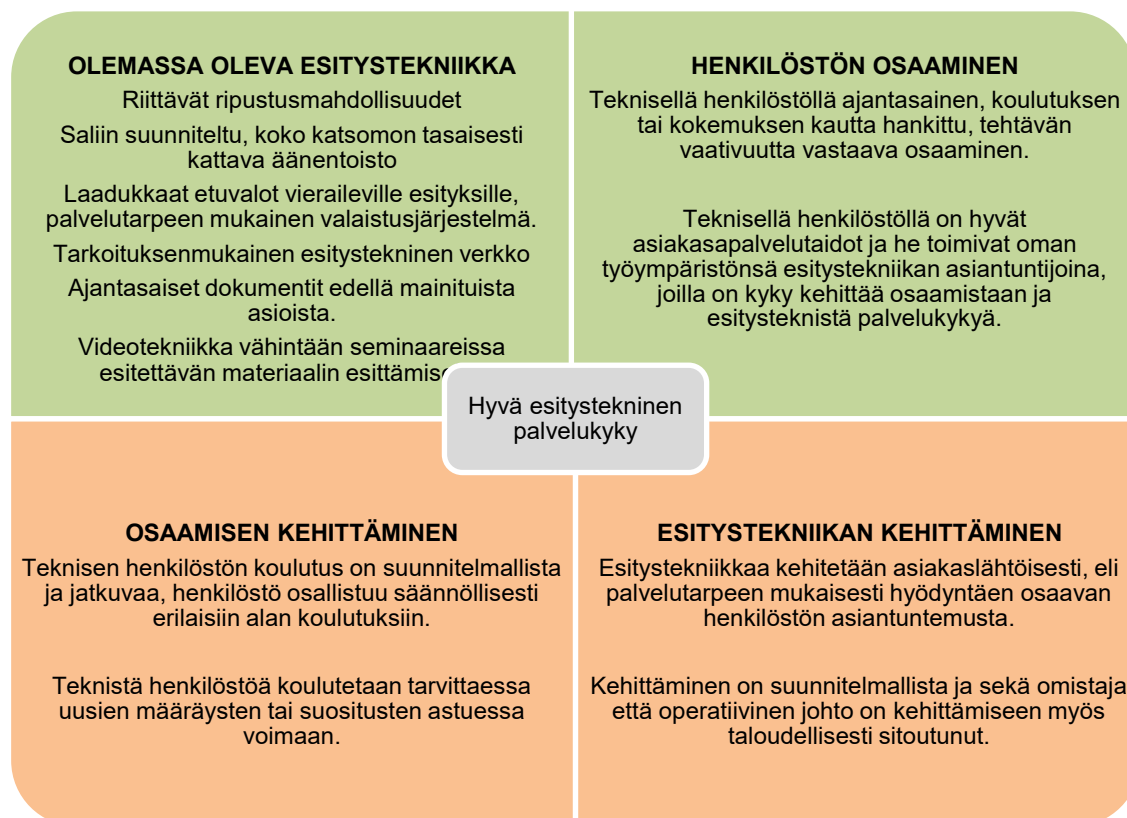 OLEMASSA OLEVA ESITYSTEKNIIKKA
Riittävät ripustusmahdollisuudet
Saliin suunniteltu, koko katsomon tasaisesti
kattava äänentoisto
Laadukkaat etuvalot vieraileville esityksille,
palvelutarpeen mukainen valaistusjärjestelmä.
Tarkoituksenmukainen esitystekninen verkko
Ajantasaiset dokumentit edellä mainituista
asioista.
Videotekniikka vähintään seminaareissa
esitettävän materiaalin
HENKILÖSTÖN OSAAMINEN
Teknisellä henkilöstöllä ajantasainen, koulutuksen
tai kokemuksen kautta hankittu, tehtävän
vaativuutta vastaava osaaminen.
Teknisellä henkilöstöllä on hyvät
asiakasapalvelutaidot ja he toimivat oman
työympäristönsä esitystekniikan asiantuntijoina,
joilla on kyky kehittää osaamistaan ja
esitysteknistä palvelukykyä.
Hyvä esitystekninen
palvelukyky
OSAAMISEN KEHITTÄMINEN
Teknisen henkilöstön koulutus on suunnitelmallista
ja jatkuvaa, henkilöstö osallistuu säännöllisesti
erilaisiin alan koulutuksiin.
Teknistä henkilöstöä koulutetaan tarvittaessa
uusien määräysten tai suositusten astuessa
voimaan.
ESITYSTEKNIIKAN KEHITTÄMINEN
Esitystekniikkaa kehitetään asiakaslähtöisesti, eli
palvelutarpeen mukaisesti hyödyntäen osaavan
henkilöstön asiantuntemusta.
Kehittäminen on suunnitelmallista ja sekä omistaja
että operatiivinen johto on kehittämiseen myös
taloudellisesti sitoutunut.